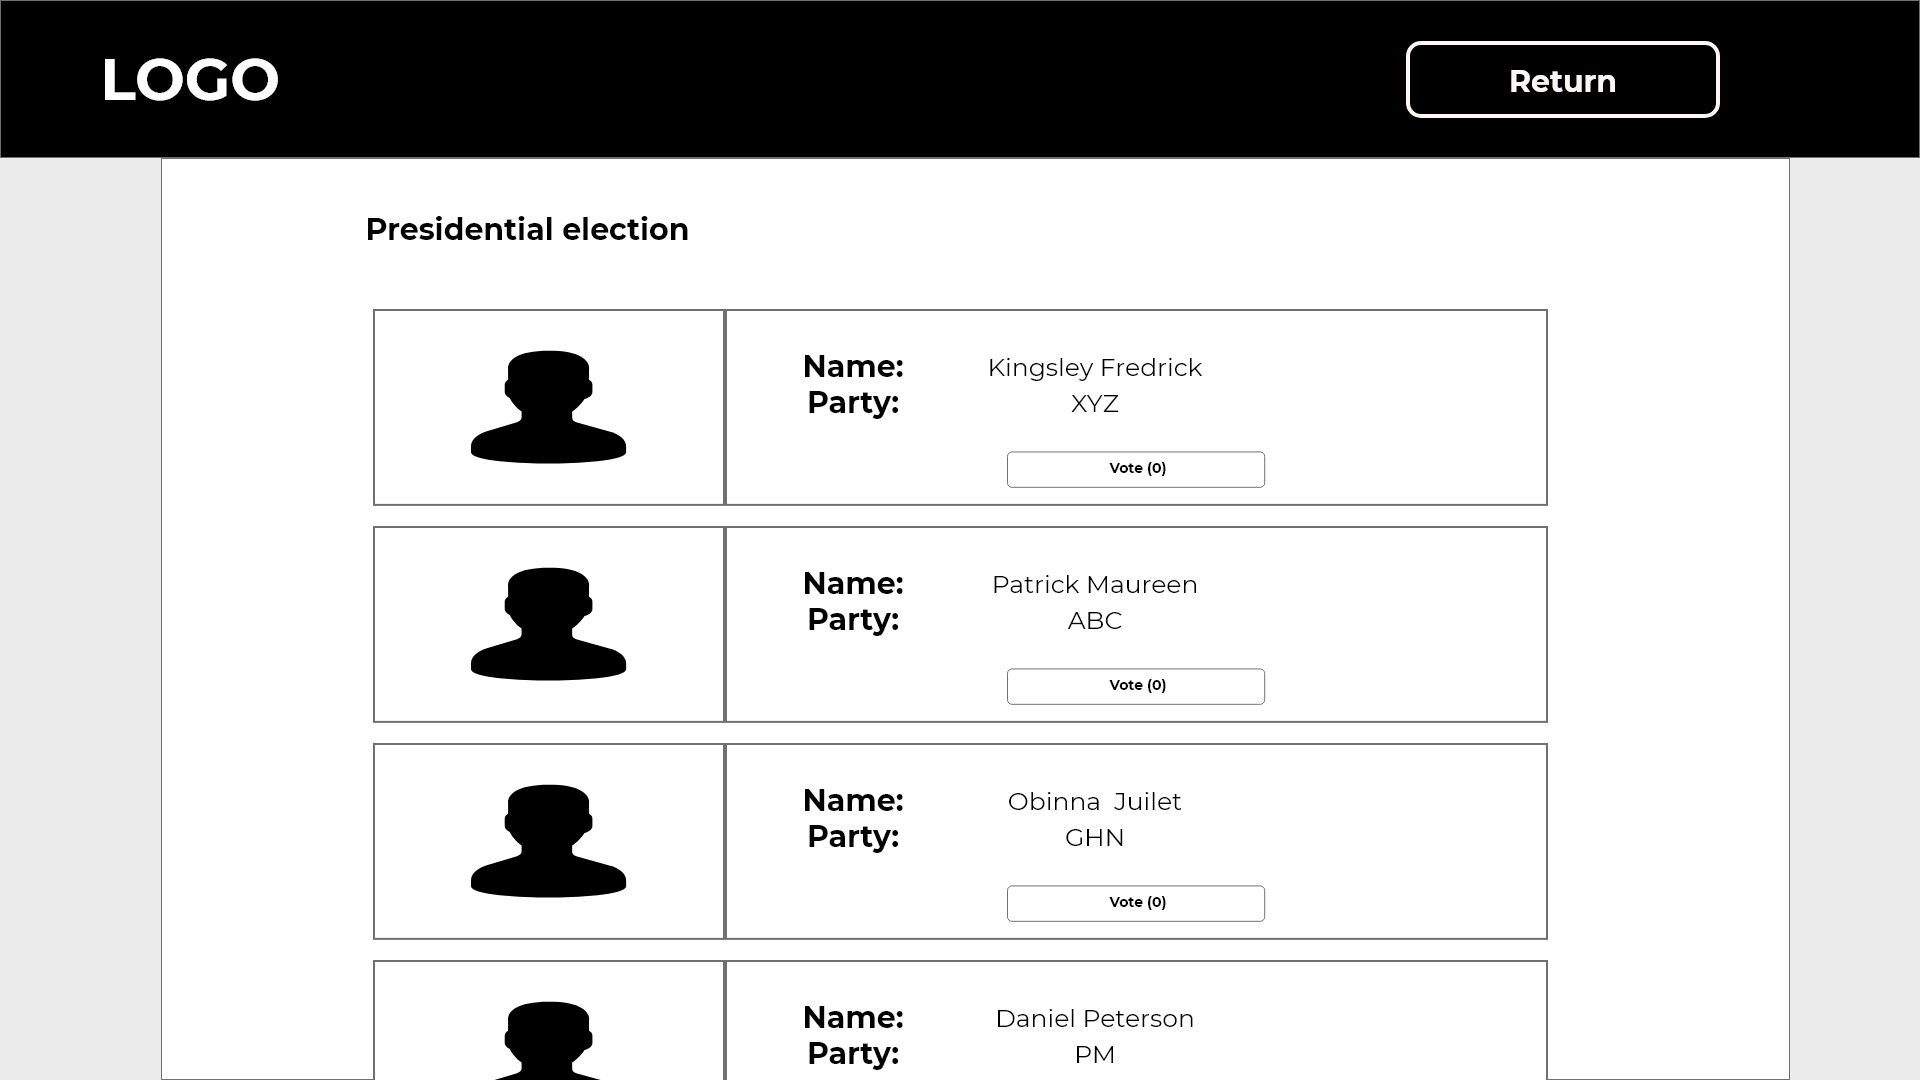 LOGO
Return
Presidential election
Name: Kingsley Fredrick
Party: XYZ
Vote (0)
Name: Patrick Maureen
Party: ABC
Vote (0)
Name: Obinna  Juilet
Party: GHN
Vote (0)
Name: Daniel Peterson
Party: PM